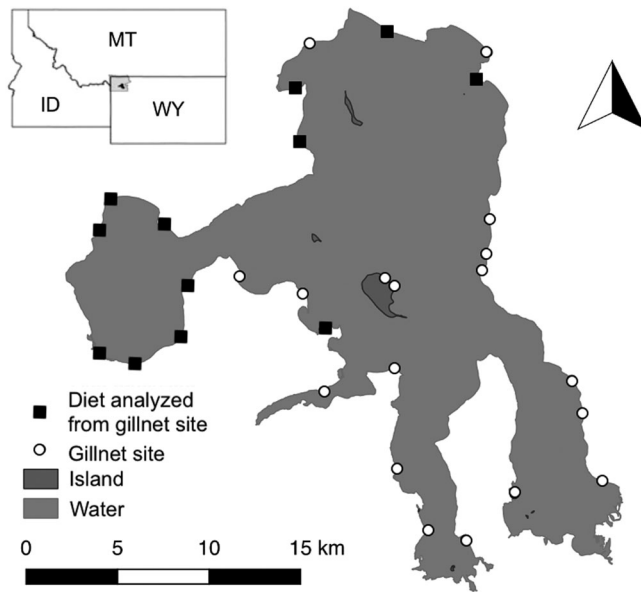 MT
ID
WY
Diet analyzed
from gillnet site
Gillnet site
Island
Water
0 5 10 15 km